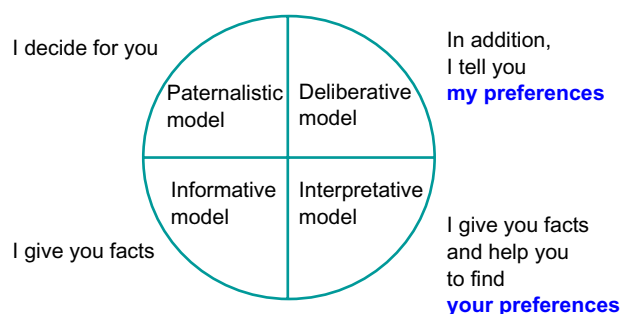 I decide for you
In addition,
I tell you
my preferences
Paternalistic
model
Deliberative
model
Informative
model
Interpretative
model
I give you facts
I give you facts
and help you
to find
your preferences